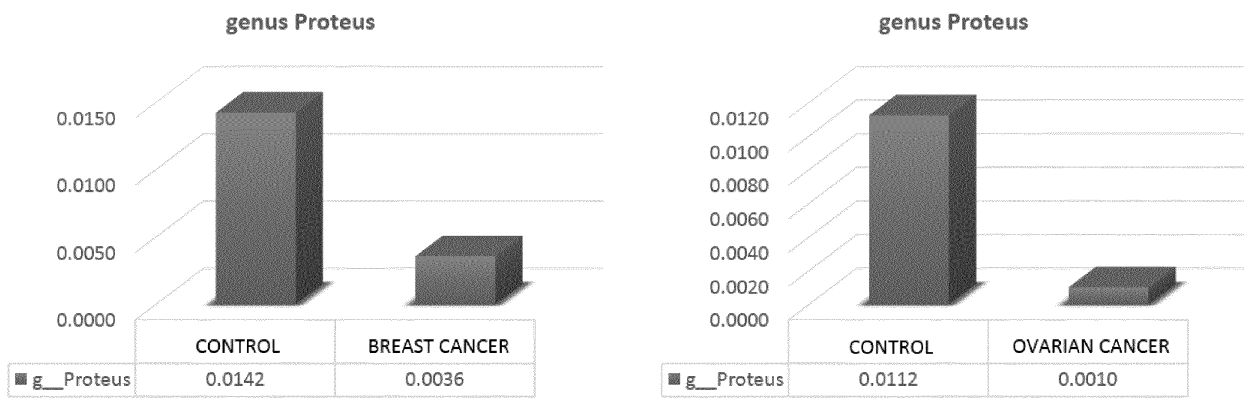 genus Proteus
0.0150
0.0100
0.0050
0.0000
CONTROL BREAST CANCER
g__Proteus 0.0142 0.0036
genus Proteus
0.0120
0.0100
0.0080
0.0060
0.0040
0.0020
0.0000
CONTROL OVARIAN CANCER
g__Proteus 0.0112 0.0010